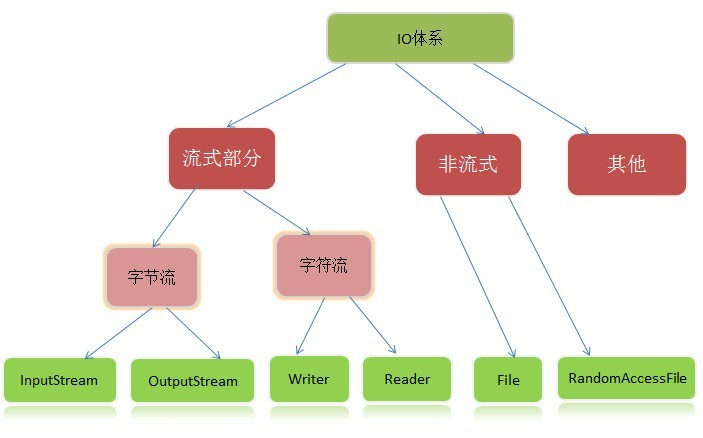 IO体系
流式部分
非流式
其他
字节流
字符流
InputStream
OutputStream
Writer
Reader
File
RandomAccessFile